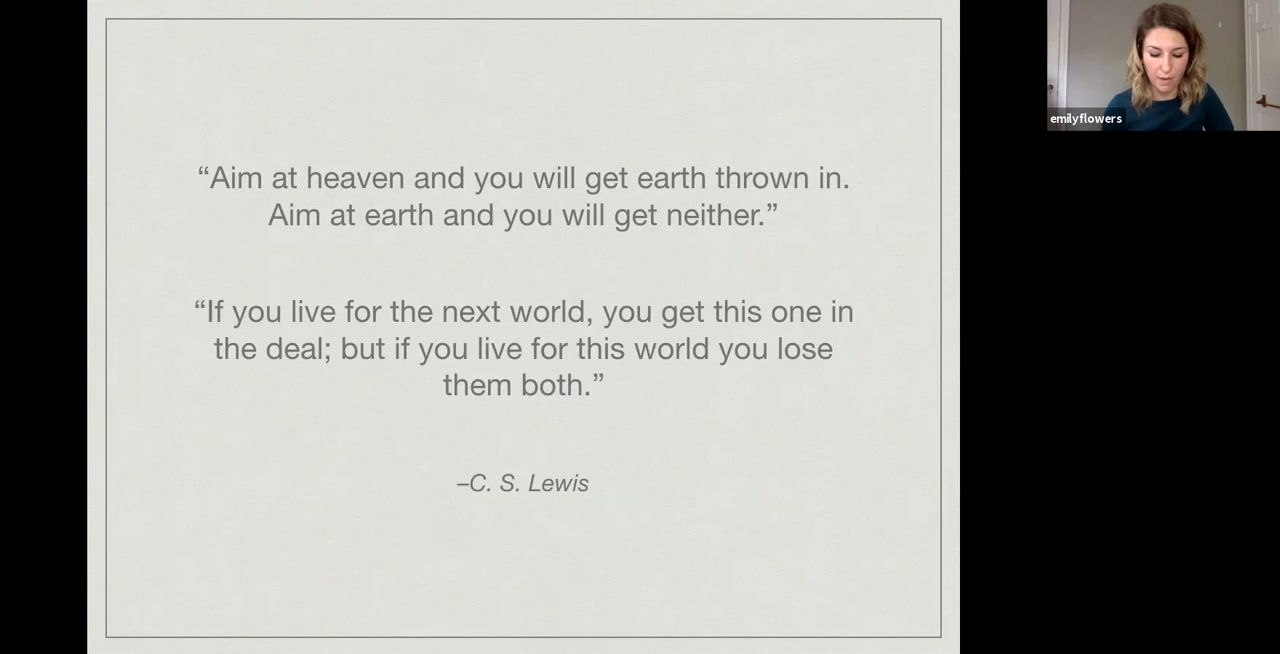 “Aim at heaven and you will get earth thrown in.
Aim at earth and you will get neither.”
“If you live for the next world, you get this one in
the deal; but if you live for this world you lose
them both.”
–C. S. Lewis
emilyflowers